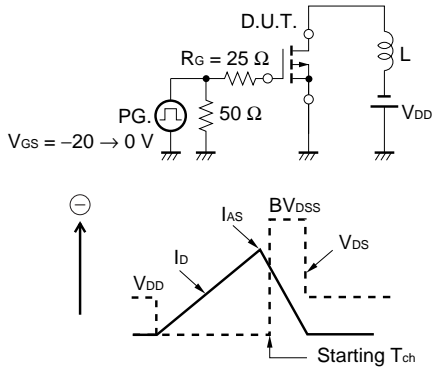 D.U.T.
RG = 25 Ω
L
PG.
50 Ω
VDD
VGS = −20 → 0 V
−
BVDSS
IAS
ID
VDS
VDD
Starting Tch